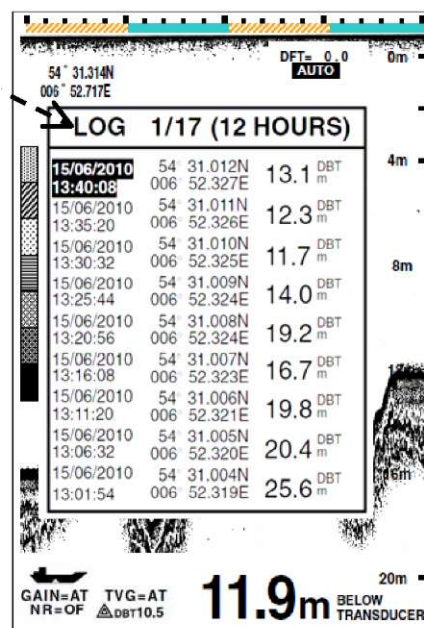 DFT= 0.0
0m
54° 31.314N
AUTO
006° 52.717E
LOG 1/17 (12 HOURS)
15/06/2010 54° 31.012N 13.1 DBT m
13:40:08 006° 52.327E
4m
15/06/2010 54° 31.011N 12.3 DBT m
13:35:20 006° 52.326E
15/06/2010 54° 31.010N 11.7 DBT m
13:30:32 006° 52.325E
8m
15/06/2010 54° 31.009N 14.0 DBT m
13:25:44 006° 52.324E
15/06/2010 54° 31.008N 19.2 DBT m
13:20:56 006° 52.324E
15/06/2010 54° 31.007N 16.7 DBT m
13:16:08 006° 52.323E
15/06/2010 54° 31.006N 19.8 DBT m
13:11:20 006° 52.321E
15/06/2010 54° 31.005N 20.4 DBT m
13:06:32 006° 52.320E
15/06/2010 54° 31.004N 25.6 DBT m
13:01:54 006° 52.319E
16m
20m
GAIN=AT TVG=AT 11.9m BELOW
NR=OF DBT10.5 TRANSDUCER